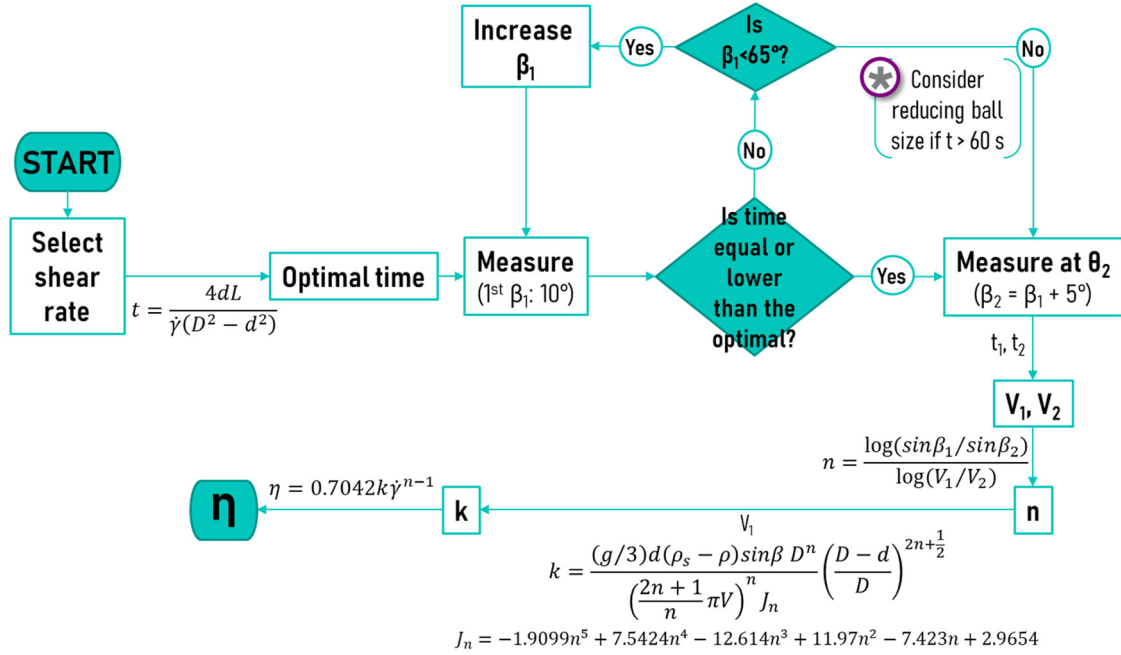 START
Select
shear
rate
t = 4dL / γ̇(D² − d²)
Optimal time
Increase
β₁
Measure
(1ˢᵗ β₁: 10°)
Yes
Is
β₁<65°?
No
* Consider
reducing ball
size if t > 60 s
No
Is time
equal or
lower
than the
optimal?
Yes
Measure at θ₂
(β₂ = β₁ + 5°)
t₁, t₂
V₁, V₂
n = log(sinβ₁/sinβ₂) / log(V₁/V₂)
n
V₁
k = (g/3)d(ρₛ − ρ)sinβ Dⁿ / ((2n + 1 / n) πV)ⁿ Jₙ ((D − d) / D)^(2n+1/2)
Jₙ = −1.9099n⁵ + 7.5424n⁴ − 12.614n³ + 11.97n² − 7.423n + 2.9654
k
η = 0.7042kγ̇ⁿ⁻¹
η